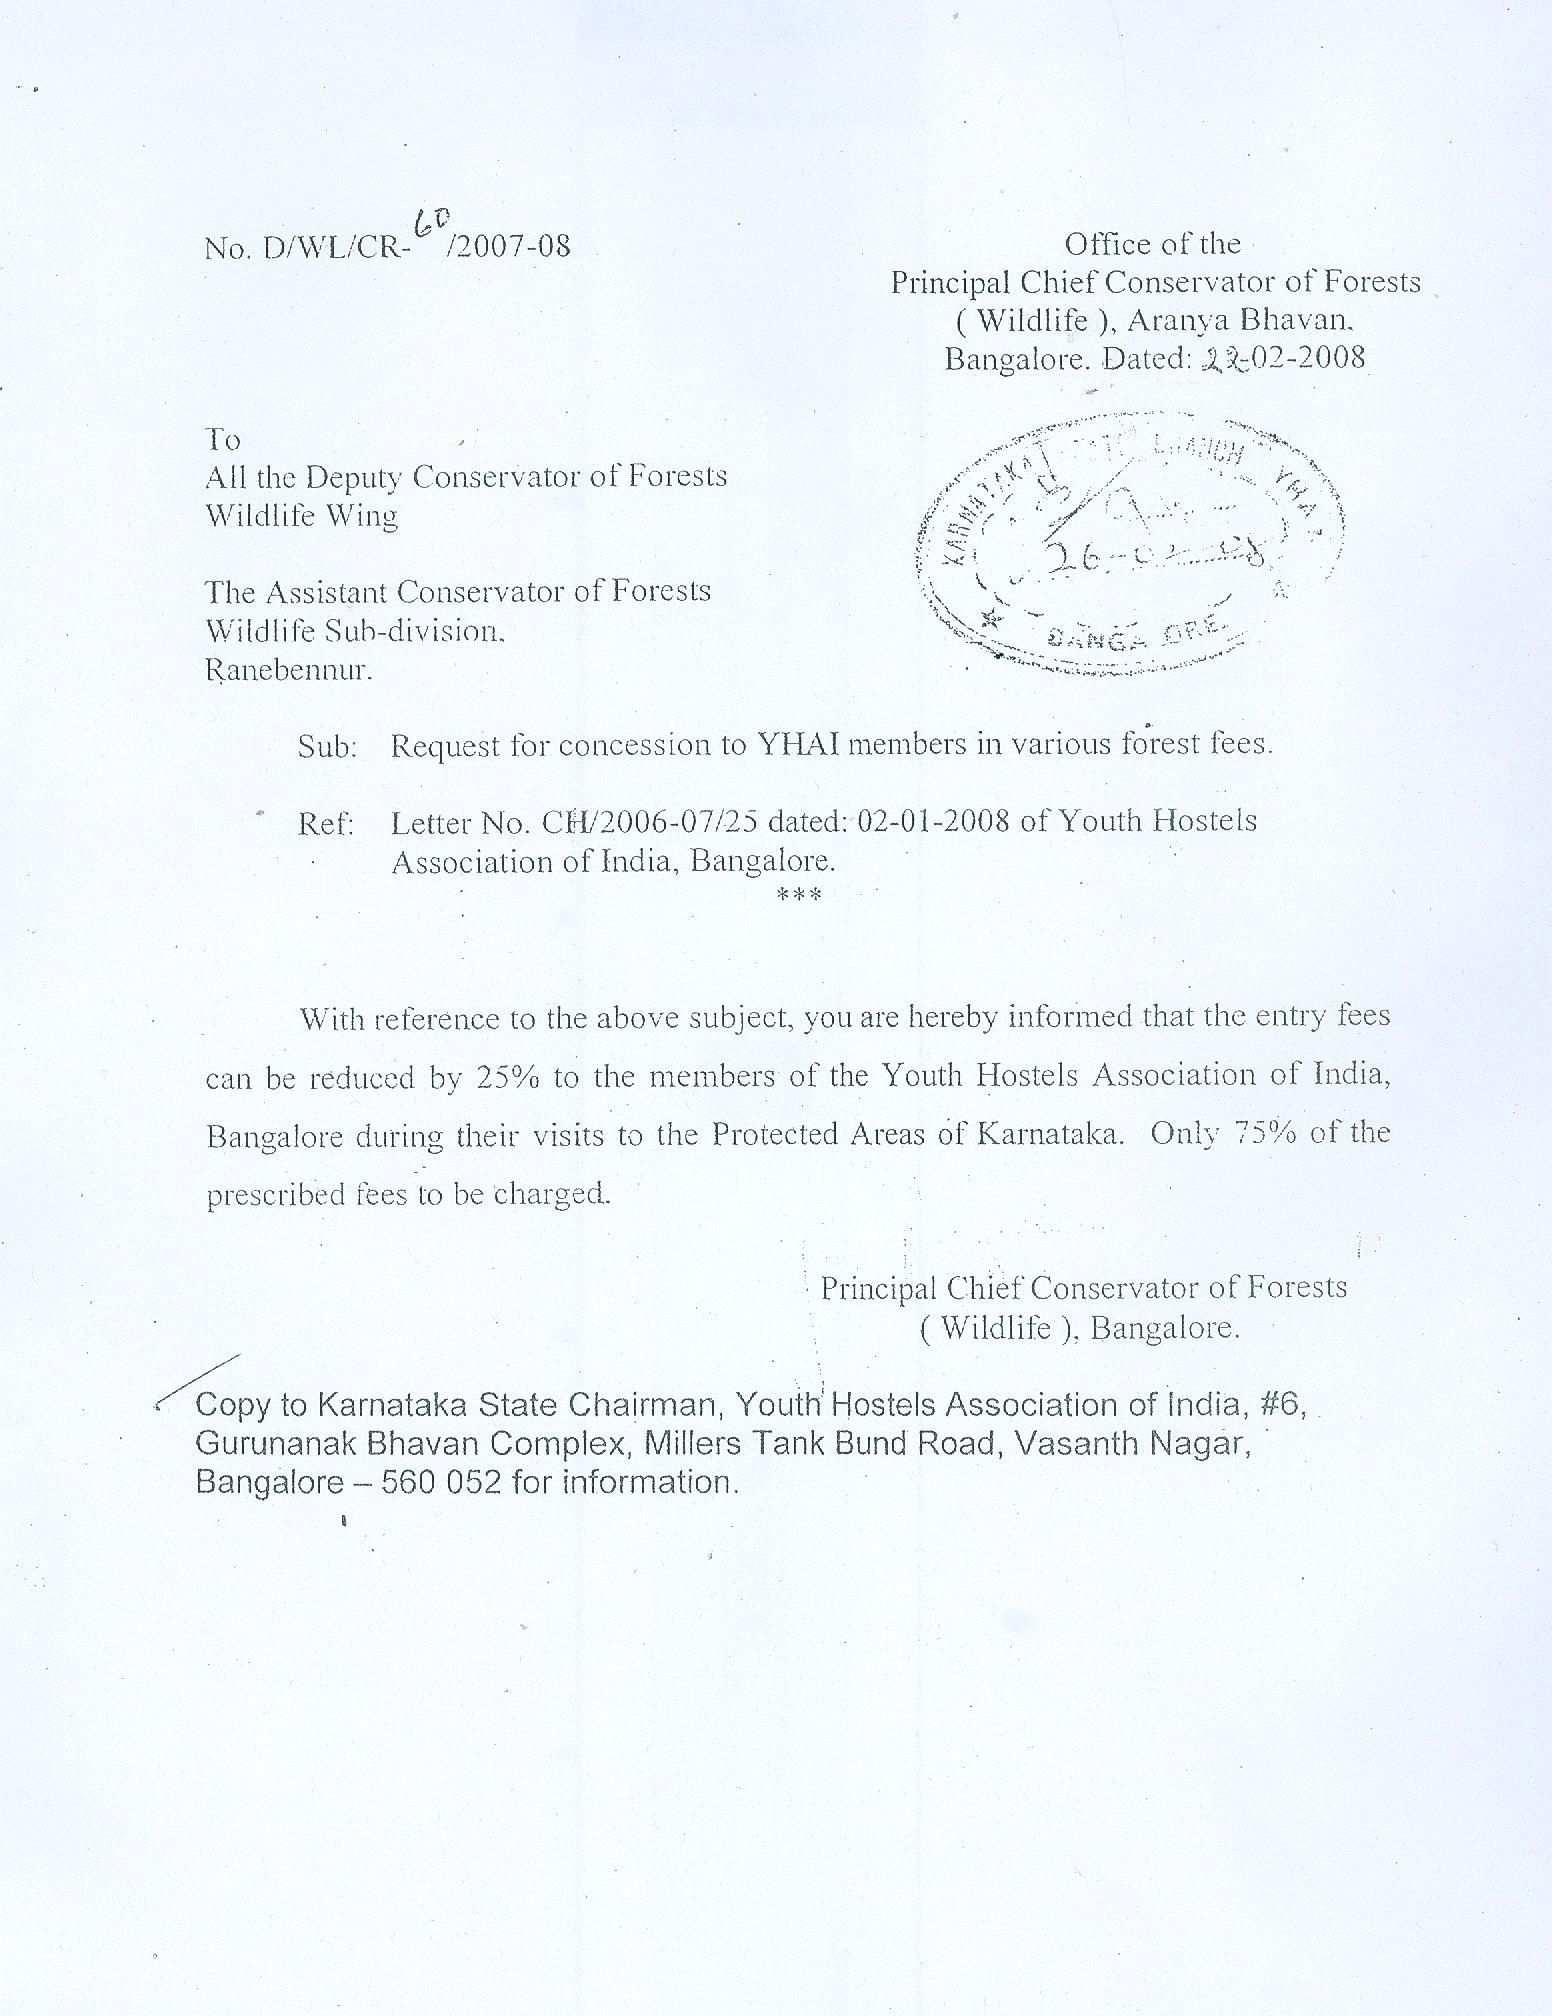 No. D/WL/CR-60/2007-08
Office of the
Principal Chief Conservator of Forests
( Wildlife ), Aranya Bhavan.
Bangalore. Dated: 22-02-2008
KARNATAKA STATE BRANCH YHAI
26-02-08
BANGALORE
To
All the Deputy Conservator of Forests
Wildlife Wing
The Assistant Conservator of Forests
Wildlife Sub-division.
Ranebennur.
Sub: Request for concession to YHAI members in various forest fees.
Ref: Letter No. CH/2006-07/25 dated: 02-01-2008 of Youth Hostels
Association of India, Bangalore.
***
With reference to the above subject, you are hereby informed that the entry fees
can be reduced by 25% to the members of the Youth Hostels Association of India,
Bangalore during their visits to the Protected Areas of Karnataka. Only 75% of the
prescribed fees to be charged.
Principal Chief Conservator of Forests
( Wildlife ), Bangalore.
Copy to Karnataka State Chairman, Youth Hostels Association of India, #6,
Gurunanak Bhavan Complex, Millers Tank Bund Road, Vasanth Nagar,
Bangalore – 560 052 for information.